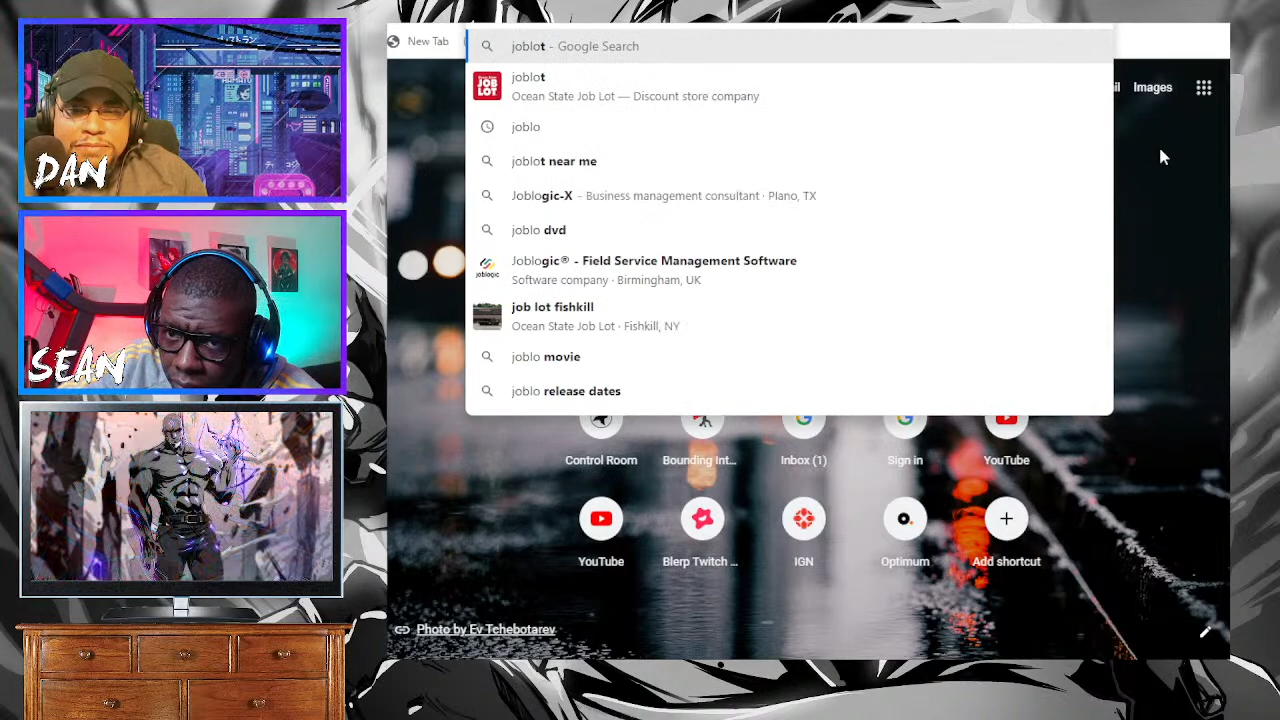 DAN
SEAN
New Tab
joblot - Google Search
JOB LOT
joblot
Ocean State Job Lot — Discount store company
joblo
joblot near me
Joblogic-X - Business management consultant · Plano, TX
joblo dvd
joblogic
Joblogic® - Field Service Management Software
Software company · Birmingham, UK
job lot fishkill
Ocean State Job Lot · Fishkill, NY
joblo movie
joblo release dates
Images
Control Room
Bounding Int...
Inbox (1)
Sign in
YouTube
YouTube
Blerp Twitch ...
IGN
Optimum
Add shortcut
Photo by Ev Tchebotarev